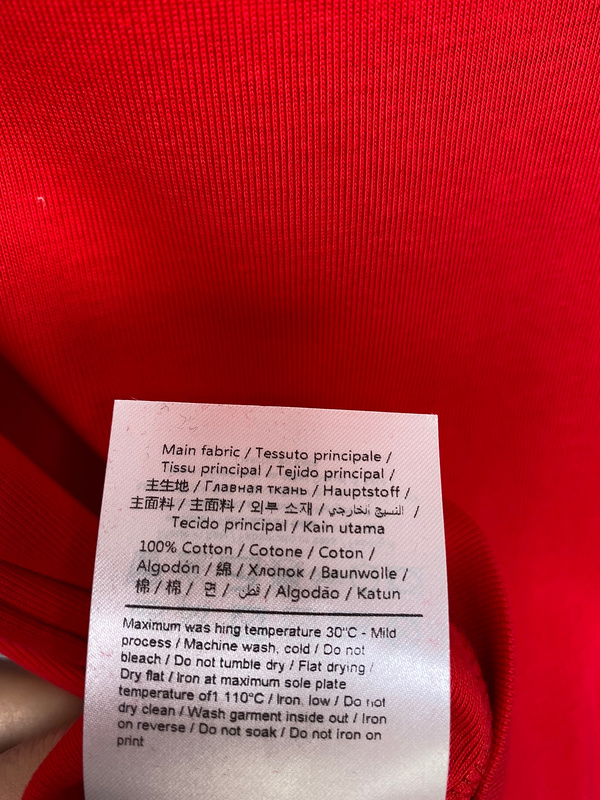 Main fabric / Tessuto principale /
Tissu principal / Tejido principal /
主生地 / Главная ткань / Hauptstoff /
主面料 / 主面料 / 외부 소재 / النسيج الخارجي /
Tecido principal / Kain utama
100% Cotton / Cotone / Coton /
Algodón / 綿 / Хлопок / Baunwolle /
棉 / 棉 / 면 / قطن / Algodão / Katun
Maximum was hing temperature 30°C - Mild
process / Machine wash, cold / Do not
bleach / Do not tumble dry / Flat drying /
Dry flat / Iron at maximum sole plate
temperature of1 110°C / Iron, low / Do not
dry clean / Wash garment inside out / Iron
on reverse / Do not soak / Do not iron on
print